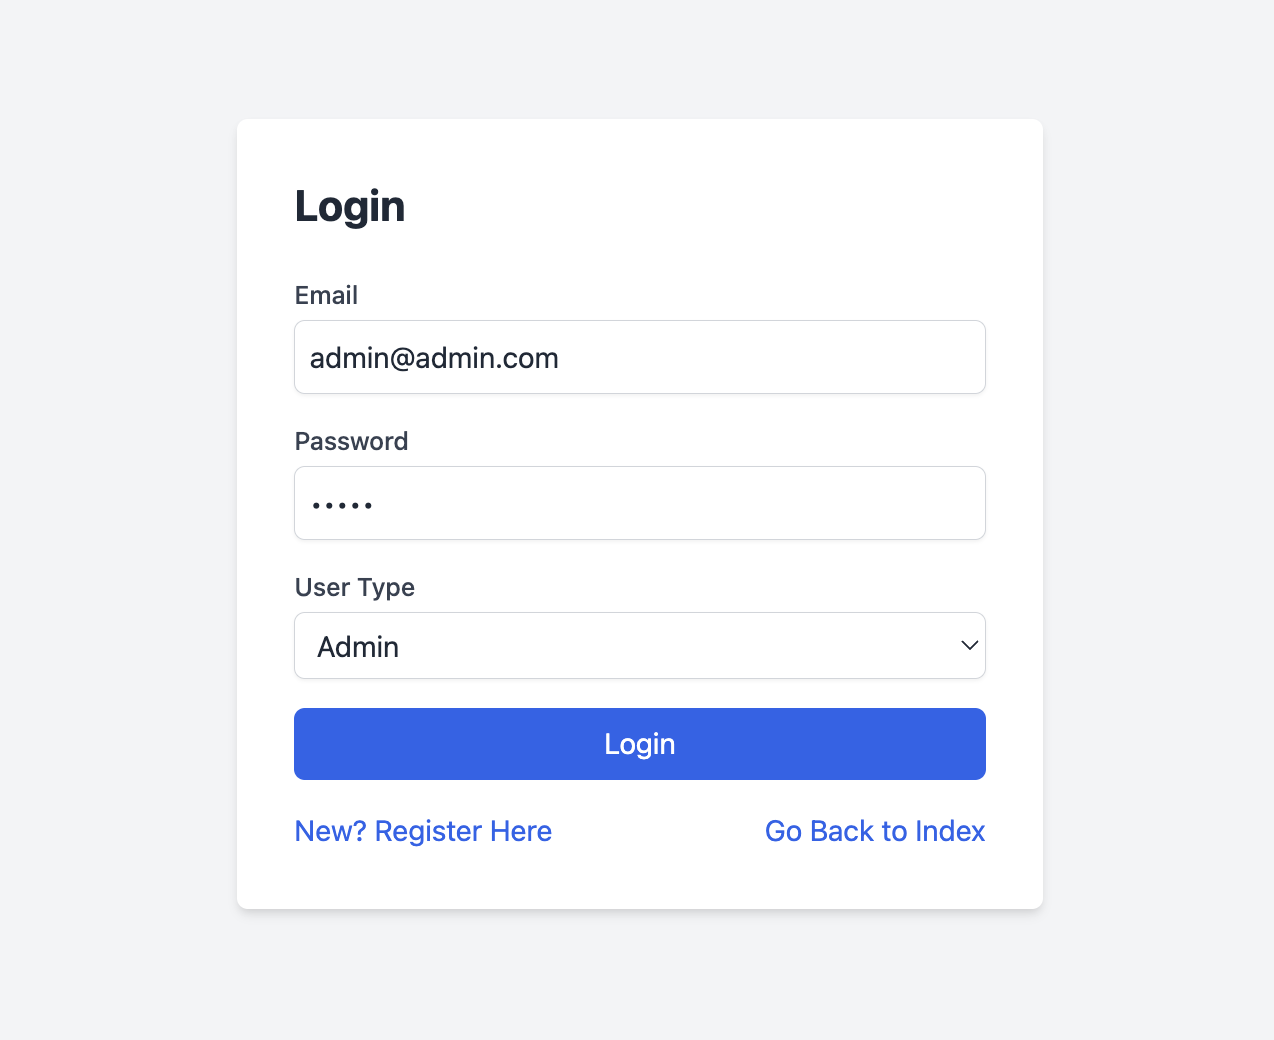 Login
Email
admin@admin.com
Password
•••••
User Type
Admin
Login
New? Register Here
Go Back to Index